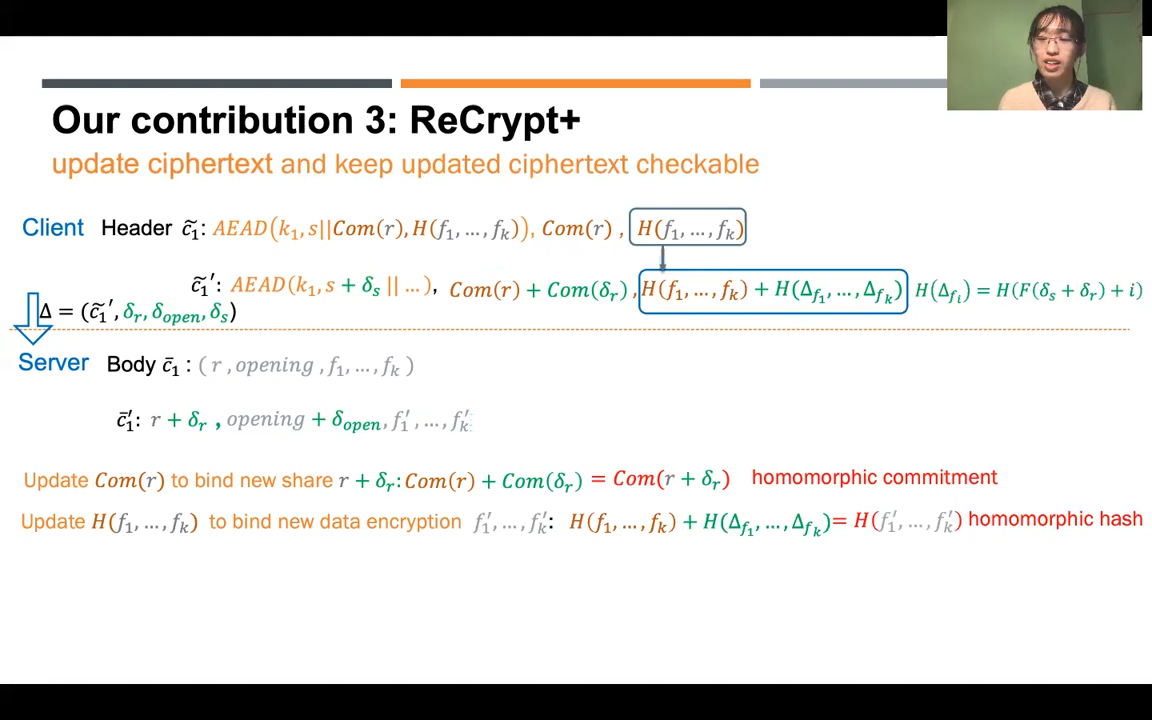 Our contribution 3: ReCrypt+
update ciphertext and keep updated ciphertext checkable
Client Header c̃₁: AEAD(k₁, s||Com(r), H(f₁, …, fₖ)), Com(r) , H(f₁, …, fₖ)
c̃₁′: AEAD(k₁, s + δₛ || …), Com(r) + Com(δᵣ) , H(f₁, …, fₖ) + H(Δf₁, …, Δfₖ) H(Δfᵢ) = H(F(δₛ + δᵣ) + i)
Δ = (c̃₁′, δᵣ, δₒₚₑₙ, δₛ)
Server Body c̄₁ : ( r , opening , f₁, …, fₖ )
c̄₁′: r + δᵣ , opening + δₒₚₑₙ, f₁′, …, fₖ′
Update Com(r) to bind new share r + δᵣ: Com(r) + Com(δᵣ) = Com(r + δᵣ) homomorphic commitment
Update H(f₁, …, fₖ) to bind new data encryption f₁′, …, fₖ′: H(f₁, …, fₖ) + H(Δf₁, …, Δfₖ)= H(f₁′, …, fₖ′) homomorphic hash